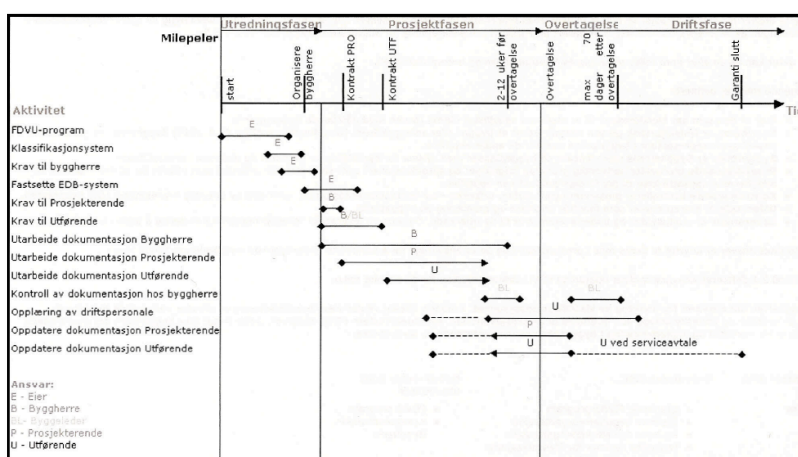 Utredningsfasen Prosjektfasen Overtagelse Driftsfase
Milepeler
start
Organisere byggherre
Kontrakt PRO
Kontrakt UTF
2-12 uker før overtagelse
Overtagelse
max 70 dager etter overtagelse
Garanti slutt
Aktivitet
FDVU-program E
Klassifikasjonsystem E
Krav til byggherre E
Fastsette EDB-system E
Krav til Prosjekterende B
Krav til Utførende B/BL
Utarbeide dokumentasjon Byggherre B
Utarbeide dokumentasjon Prosjekterende P
Utarbeide dokumentasjon Utførende U
Kontroll av dokumentasjon hos byggherre BL BL
Opplæring av driftspersonale U
Oppdatere dokumentasjon Prosjekterende P
Oppdatere dokumentasjon Utførende U U ved serviceavtale
Ansvar:
E - Eier
B - Byggherre
BL- Byggeleder
P - Prosjekterende
U - Utførende